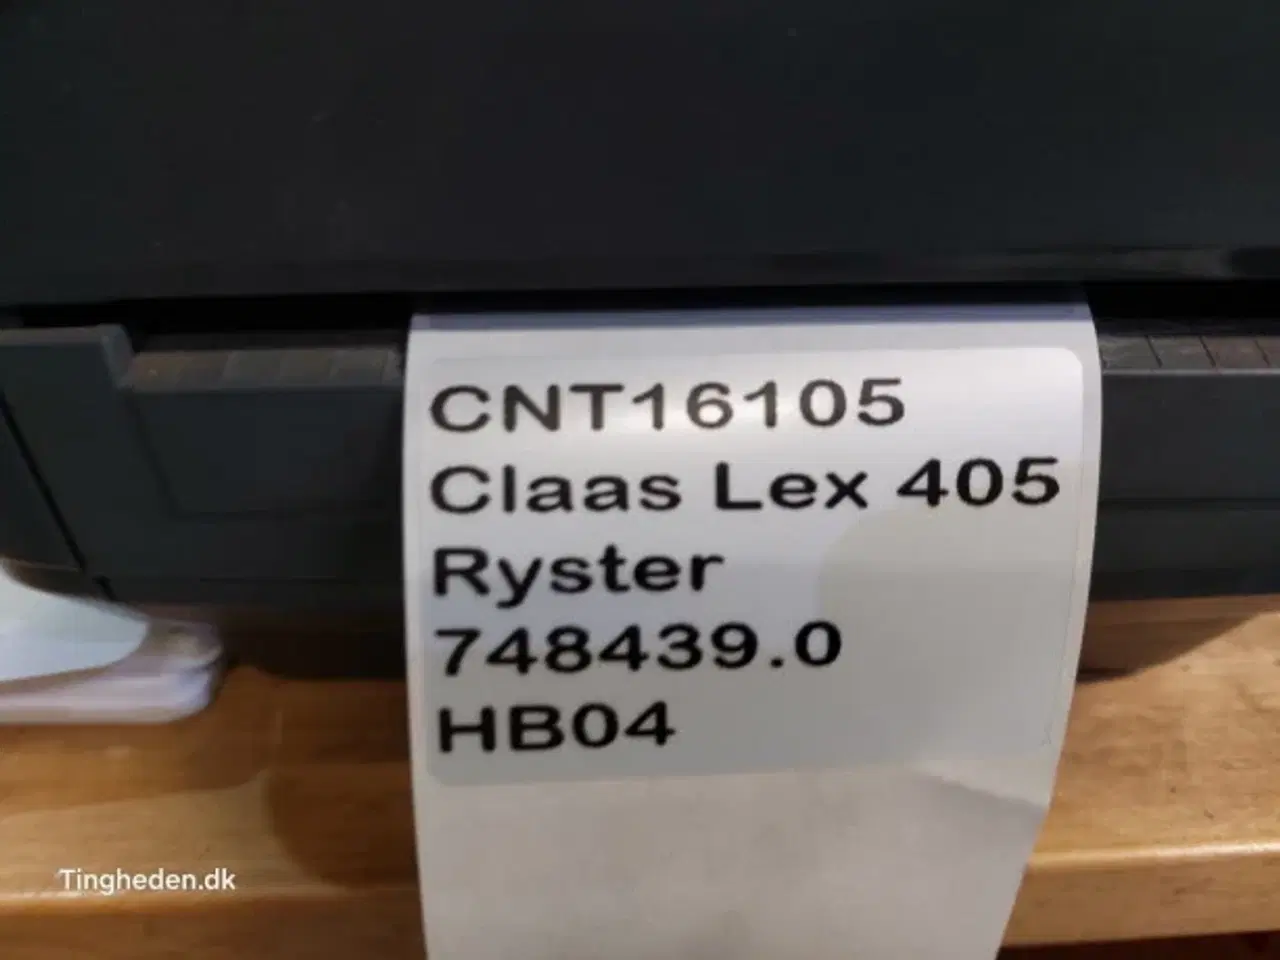 CNT16105
Claas Lex 405
Ryster
748439.0
HB04
Tingheden.dk